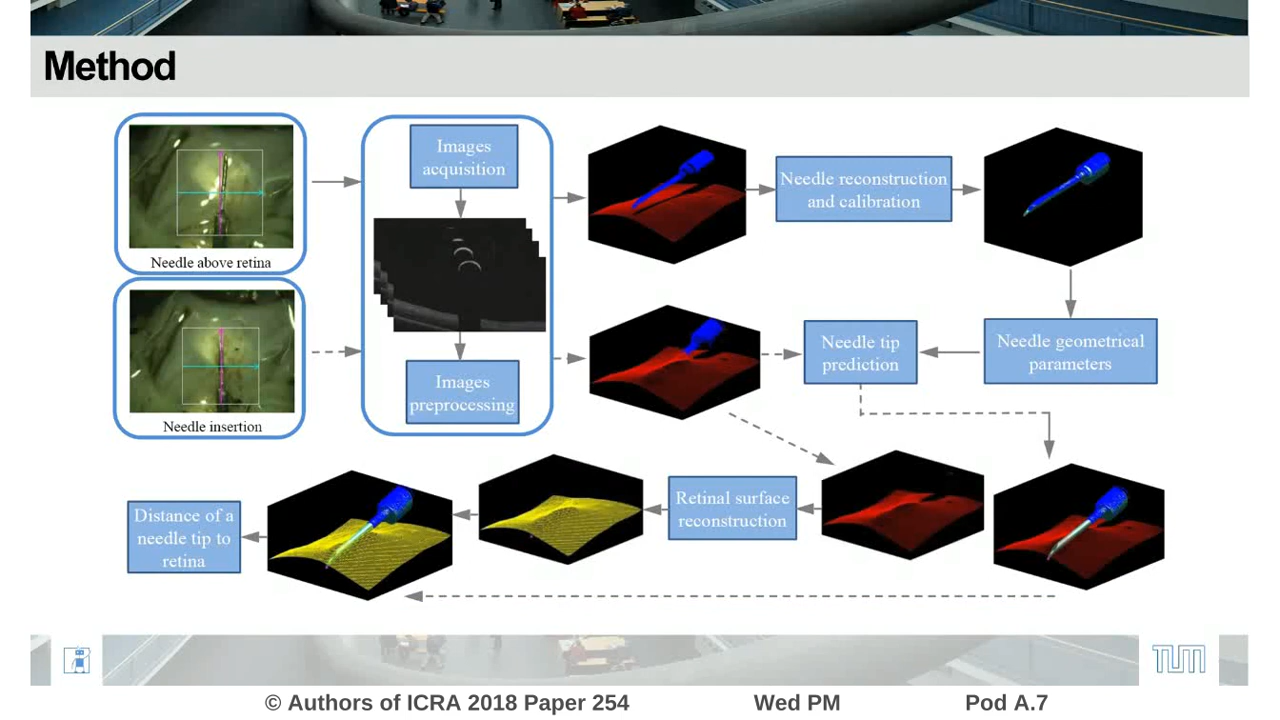 Method
Images
acquisition
Needle above retina
Needle reconstruction
and calibration
Needle insertion
Images
preprocessing
Needle tip
prediction
Needle geometrical
parameters
Distance of a
needle tip to
retina
Retinal surface
reconstruction
TUM
© Authors of ICRA 2018 Paper 254
Wed PM
Pod A.7